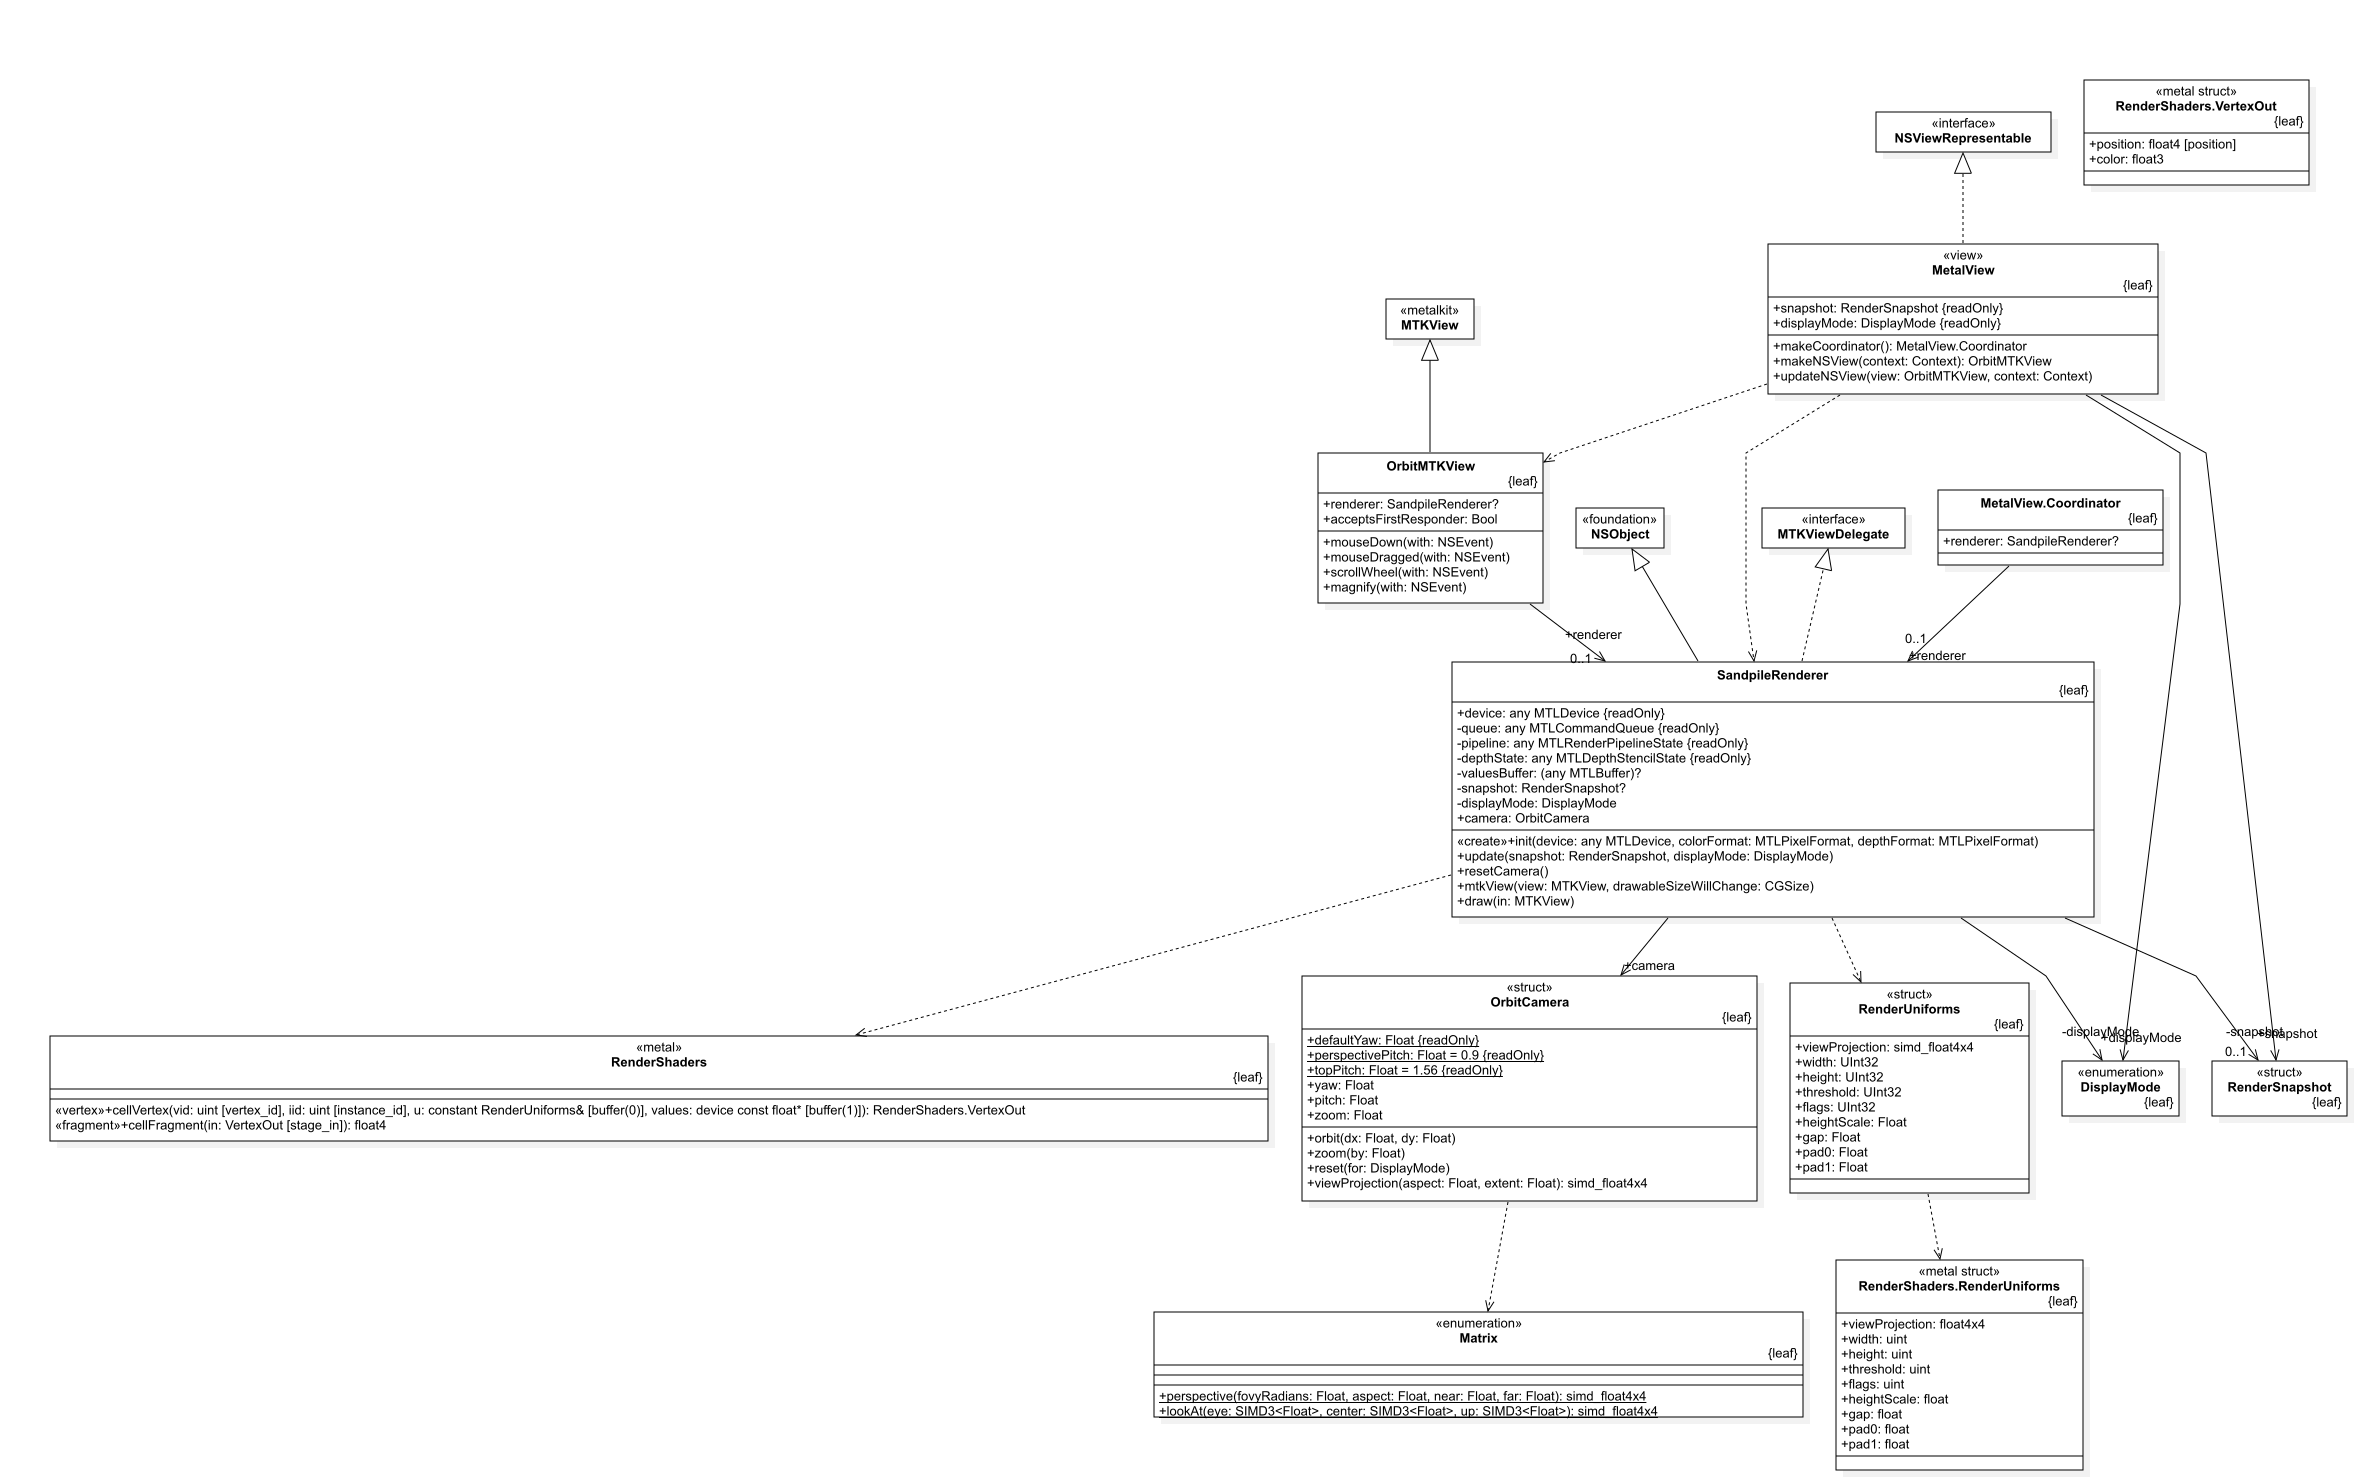 «metal struct»
RenderShaders.VertexOut
{leaf}
+position: float4 [position]
+color: float3
«interface»
NSViewRepresentable
«view»
MetalView
{leaf}
+snapshot: RenderSnapshot {readOnly}
+displayMode: DisplayMode {readOnly}
+makeCoordinator(): MetalView.Coordinator
+makeNSView(context: Context): OrbitMTKView
+updateNSView(view: OrbitMTKView, context: Context)
«metalkit»
MTKView
OrbitMTKView
{leaf}
+renderer: SandpileRenderer?
+acceptsFirstResponder: Bool
+mouseDown(with: NSEvent)
+mouseDragged(with: NSEvent)
+scrollWheel(with: NSEvent)
+magnify(with: NSEvent)
«foundation»
NSObject
«interface»
MTKViewDelegate
MetalView.Coordinator
{leaf}
+renderer: SandpileRenderer?
+renderer
0..1
0..1
+renderer
SandpileRenderer
{leaf}
+device: any MTLDevice {readOnly}
-queue: any MTLCommandQueue {readOnly}
-pipeline: any MTLRenderPipelineState {readOnly}
-depthState: any MTLDepthStencilState {readOnly}
-valuesBuffer: (any MTLBuffer)?
-snapshot: RenderSnapshot?
-displayMode: DisplayMode
+camera: OrbitCamera
«create»+init(device: any MTLDevice, colorFormat: MTLPixelFormat, depthFormat: MTLPixelFormat)
+update(snapshot: RenderSnapshot, displayMode: DisplayMode)
+resetCamera()
+mtkView(view: MTKView, drawableSizeWillChange: CGSize)
+draw(in: MTKView)
+camera
-displayMode
+displayMode
-snapshot
+snapshot
0..1
«metal»
RenderShaders
{leaf}
«vertex»+cellVertex(vid: uint [vertex_id], iid: uint [instance_id], u: constant RenderUniforms& [buffer(0)], values: device const float* [buffer(1)]): RenderShaders.VertexOut
«fragment»+cellFragment(in: VertexOut [stage_in]): float4
«struct»
OrbitCamera
{leaf}
+defaultYaw: Float {readOnly}
+perspectivePitch: Float = 0.9 {readOnly}
+topPitch: Float = 1.56 {readOnly}
+yaw: Float
+pitch: Float
+zoom: Float
+orbit(dx: Float, dy: Float)
+zoom(by: Float)
+reset(for: DisplayMode)
+viewProjection(aspect: Float, extent: Float): simd_float4x4
«struct»
RenderUniforms
{leaf}
+viewProjection: simd_float4x4
+width: UInt32
+height: UInt32
+threshold: UInt32
+flags: UInt32
+heightScale: Float
+gap: Float
+pad0: Float
+pad1: Float
«enumeration»
DisplayMode
{leaf}
«struct»
RenderSnapshot
{leaf}
«enumeration»
Matrix
{leaf}
+perspective(fovyRadians: Float, aspect: Float, near: Float, far: Float): simd_float4x4
+lookAt(eye: SIMD3<Float>, center: SIMD3<Float>, up: SIMD3<Float>): simd_float4x4
«metal struct»
RenderShaders.RenderUniforms
{leaf}
+viewProjection: float4x4
+width: uint
+height: uint
+threshold: uint
+flags: uint
+heightScale: float
+gap: float
+pad0: float
+pad1: float